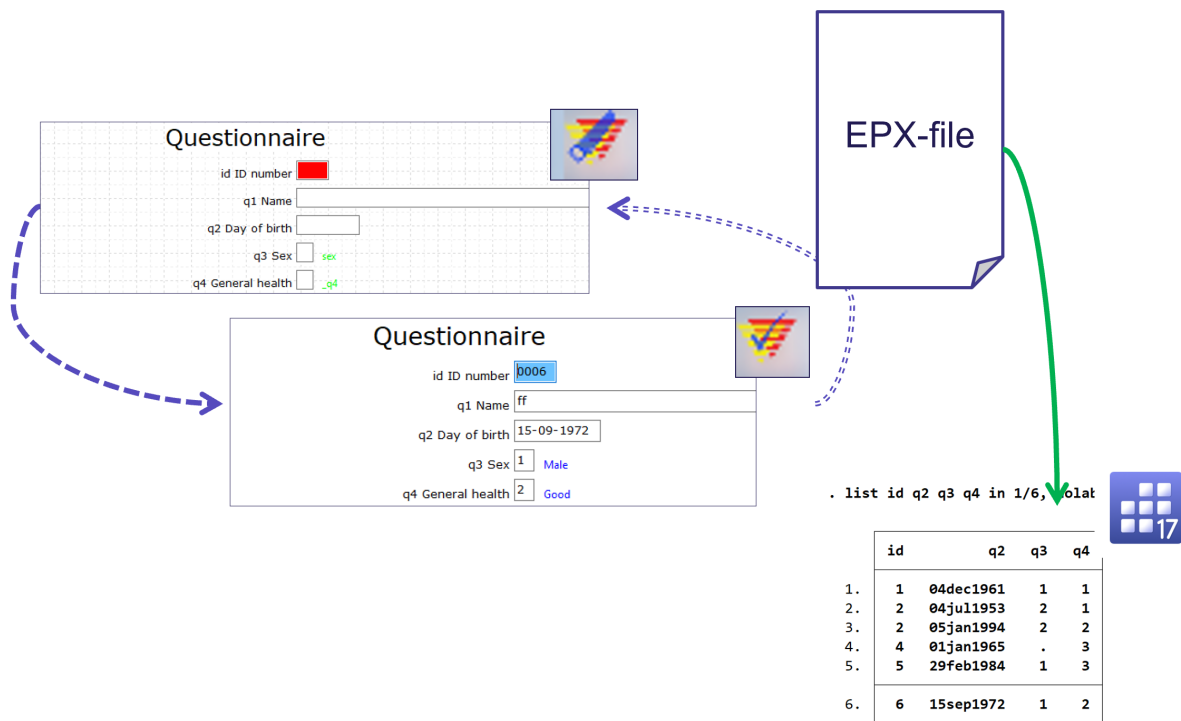 EPX-file
Questionnaire
id ID number
q1 Name
q2 Day of birth
q3 Sex sex
q4 General health _q4
Questionnaire
id ID number 0006
q1 Name ff
q2 Day of birth 15-09-1972
q3 Sex 1 Male
q4 General health 2 Good
. list id q2 q3 q4 in 1/6,
17
id q2 q3 q4
1. 1 04dec1961 1 1
2. 2 04jul1953 2 1
3. 2 05jan1994 2 2
4. 4 01jan1965 . 3
5. 5 29feb1984 1 3
6. 6 15sep1972 1 2